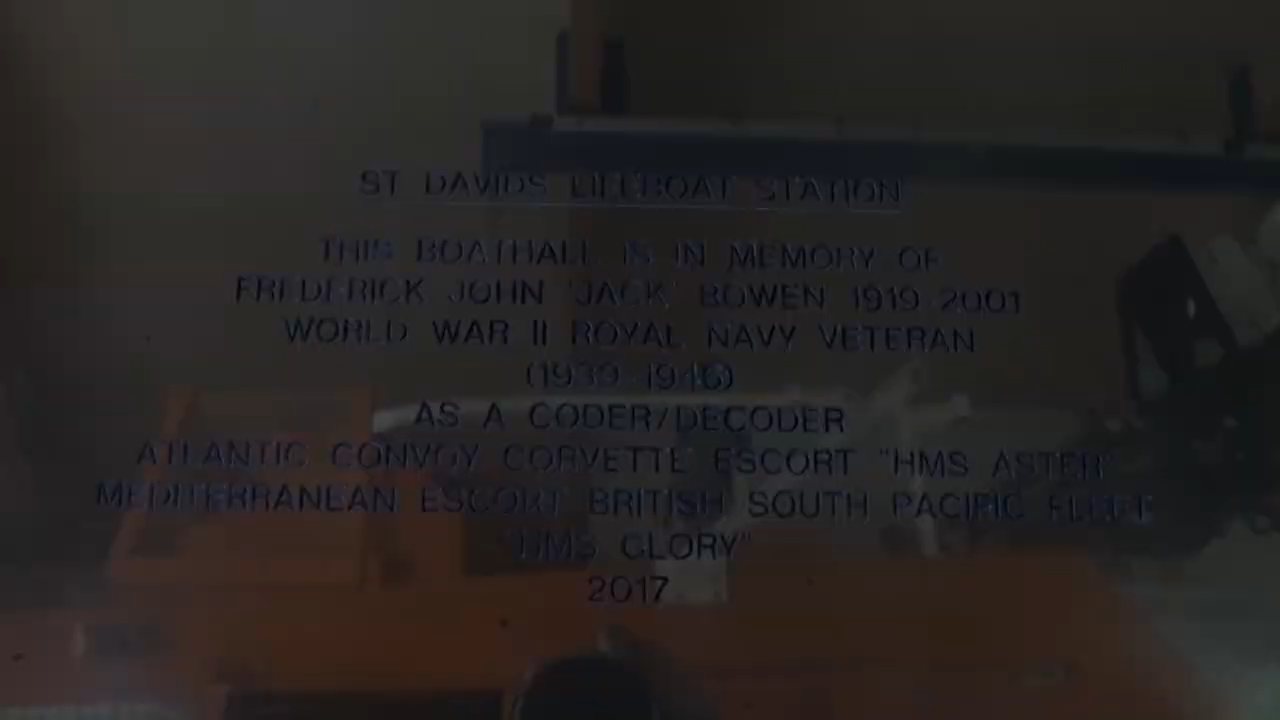 ST DAVIDS LIFEBOAT STATION
THIS BOATHALL IS IN MEMORY OF
FREDERICK JOHN 'JACK' BOWEN 1919-2001
WORLD WAR II ROYAL NAVY VETERAN
(1939-1946)
AS A CODER/DECODER
ATLANTIC CONVOY CORVETTE ESCORT "HMS ASTER"
MEDITERRANEAN ESCORT BRITISH SOUTH PACIFIC FLEET
"HMS GLORY"
2017